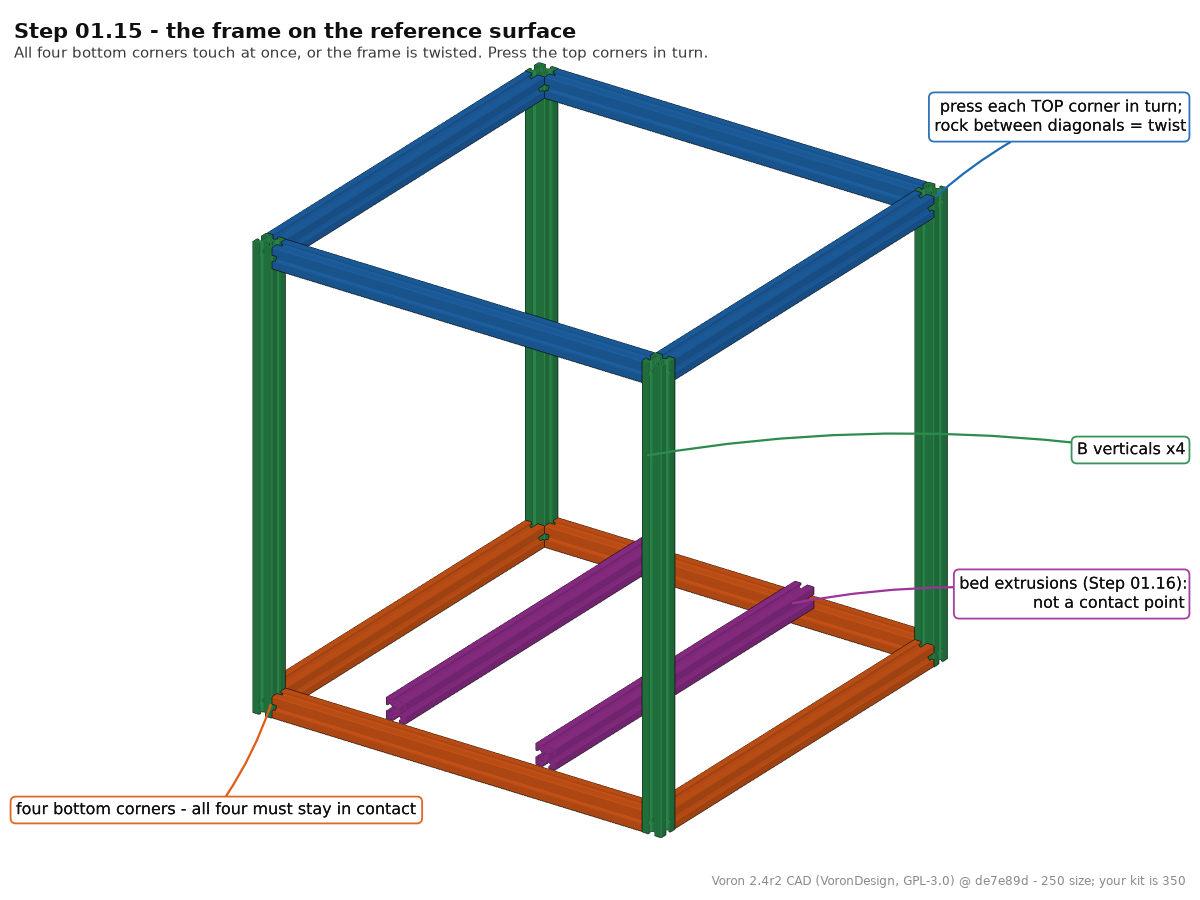 Step 01.15 - the frame on the reference surface
All four bottom corners touch at once, or the frame is twisted. Press the top corners in turn.
press each TOP corner in turn;
rock between diagonals = twist
B verticals x4
bed extrusions (Step 01.16):
not a contact point
four bottom corners - all four must stay in contact
Voron 2.4r2 CAD (VoronDesign, GPL-3.0) @ de7e89d - 250 size; your kit is 350